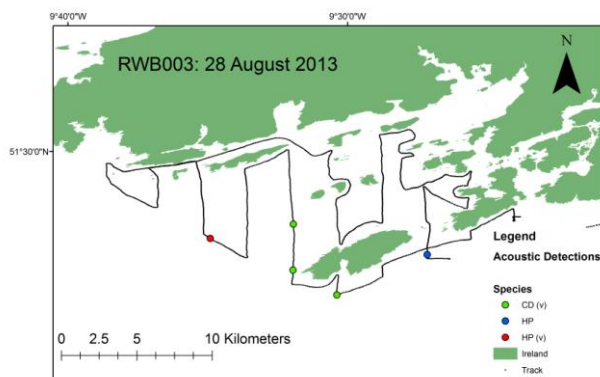 9°40'0"W 9°30'0"W
RWB003: 28 August 2013
N
51°30'0"N
Legend
Acoustic Detections
Species
CD (v)
HP
HP (v)
Ireland
Track
0 2.5 5 10 Kilometers